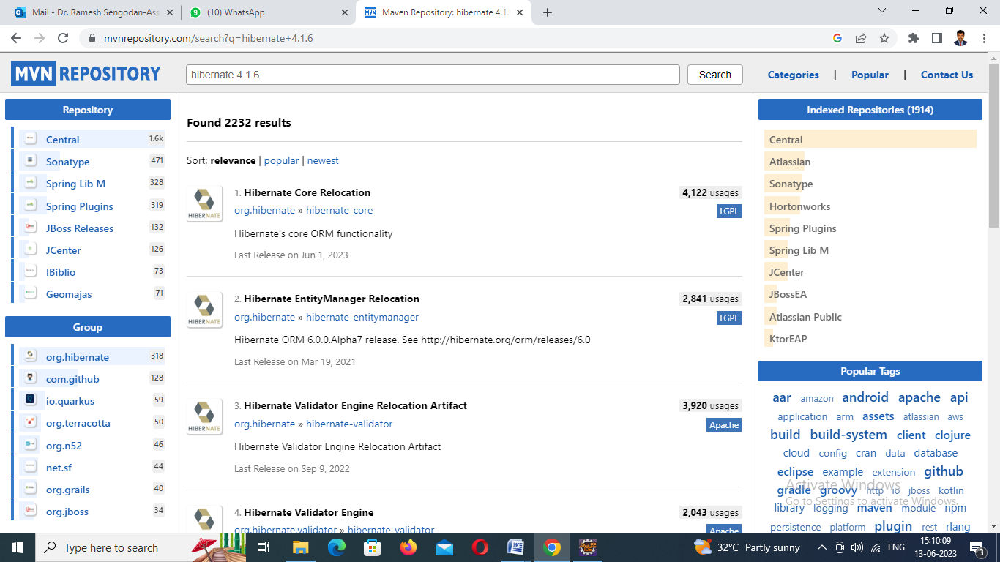 Mail - Dr. Ramesh Sengodan-Ass
(10) WhatsApp
Maven Repository: hibernate 4.1.
mvnrepository.com/search?q=hibernate+4.1.6
MVN REPOSITORY
hibernate 4.1.6
Search
Categories | Popular | Contact Us
Repository
Central 1.6k
Sonatype 471
Spring Lib M 328
Spring Plugins 319
JBoss Releases 132
JCenter 126
IBiblio 73
Geomajas 71
Group
org.hibernate 318
com.github 128
io.quarkus 59
org.terracotta 50
org.n52 46
net.sf 44
org.grails 40
org.jboss 34
Found 2232 results
Sort: relevance | popular | newest
1. Hibernate Core Relocation 4,122 usages
org.hibernate » hibernate-core LGPL
HIBERNATE
Hibernate's core ORM functionality
Last Release on Jun 1, 2023
2. Hibernate EntityManager Relocation 2,841 usages
org.hibernate » hibernate-entitymanager LGPL
HIBERNATE
Hibernate ORM 6.0.0.Alpha7 release. See http://hibernate.org/orm/releases/6.0
Last Release on Mar 19, 2021
3. Hibernate Validator Engine Relocation Artifact 3,920 usages
org.hibernate » hibernate-validator Apache
HIBERNATE
Hibernate Validator Engine Relocation Artifact
Last Release on Sep 9, 2022
4. Hibernate Validator Engine 2,043 usages
org.hibernate.validator » hibernate-validator Apache
Indexed Repositories (1914)
Central
Atlassian
Sonatype
Hortonworks
Spring Plugins
Spring Lib M
JCenter
JBossEA
Atlassian Public
KtorEAP
Popular Tags
aar amazon android apache api
application arm assets atlassian aws
build build-system client clojure
cloud config cran data database
eclipse example extension github
gradle groovy http io jboss kotlin
library logging maven module npm
persistence platform plugin rest rlang
Activate Windows
Go to Settings to activate Windows.
Type here to search
32°C Partly sunny
ENG
15:10:09
13-06-2023
3